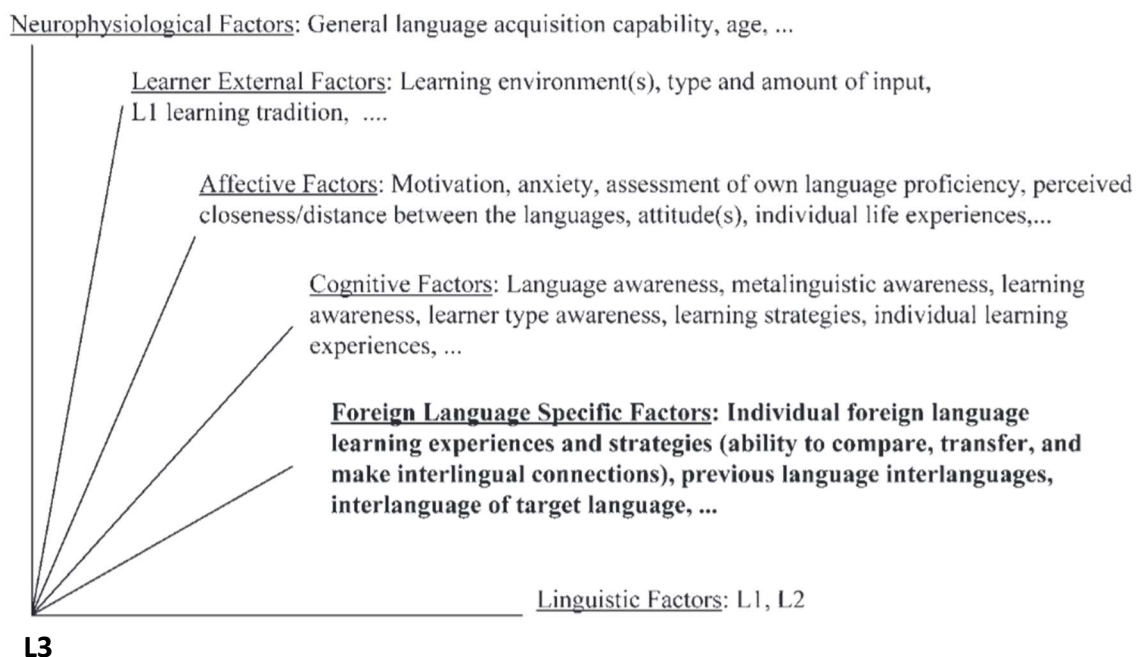 Neurophysiological Factors: General language acquisition capability, age, ...
Learner External Factors: Learning environment(s), type and amount of input,
L1 learning tradition, ....
Affective Factors: Motivation, anxiety, assessment of own language proficiency, perceived
closeness/distance between the languages, attitude(s), individual life experiences,...
Cognitive Factors: Language awareness, metalinguistic awareness, learning
awareness, learner type awareness, learning strategies, individual learning
experiences, ...
Foreign Language Specific Factors: Individual foreign language
learning experiences and strategies (ability to compare, transfer, and
make interlingual connections), previous language interlanguages,
interlanguage of target language, ...
Linguistic Factors: L1, L2
L3